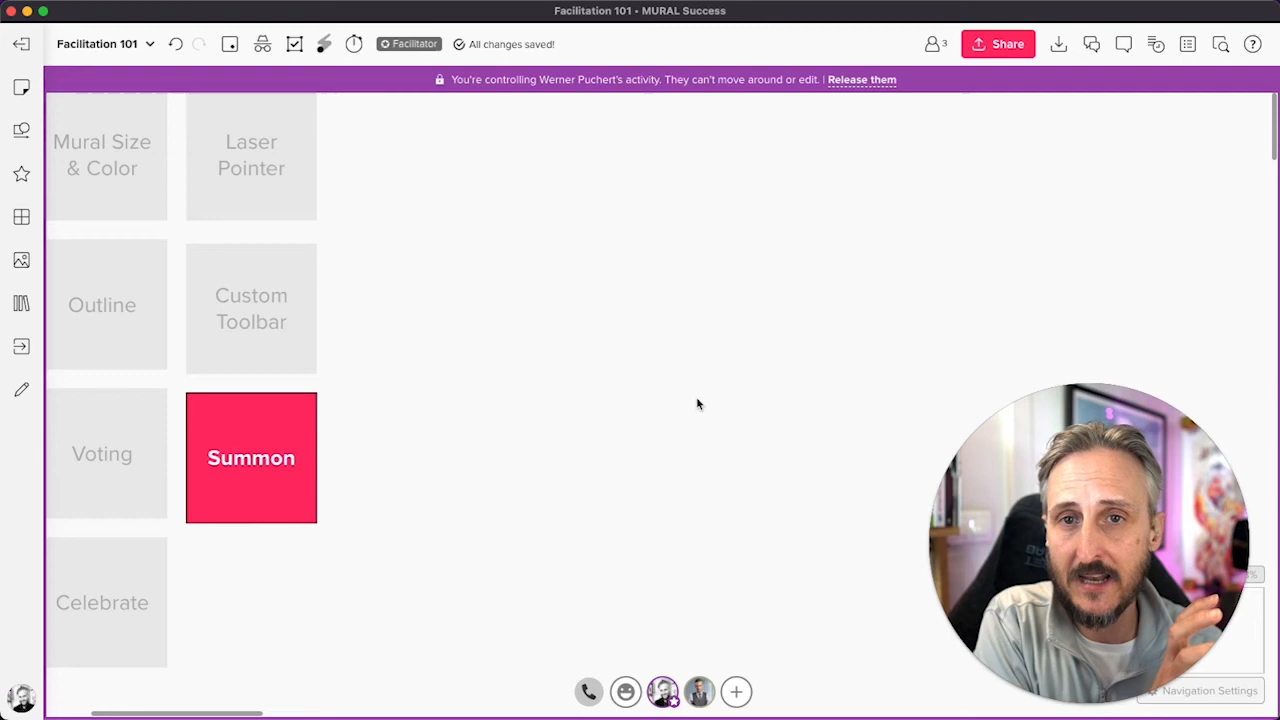 Facilitation 101 • MURAL Success
Facilitation 101
Facilitator
All changes saved!
3
Share
You're controlling Werner Puchert's activity. They can't move around or edit. | Release them
Mural Size
& Color
Laser
Pointer
Outline
Custom
Toolbar
Voting
Summon
Celebrate
Navigation Settings